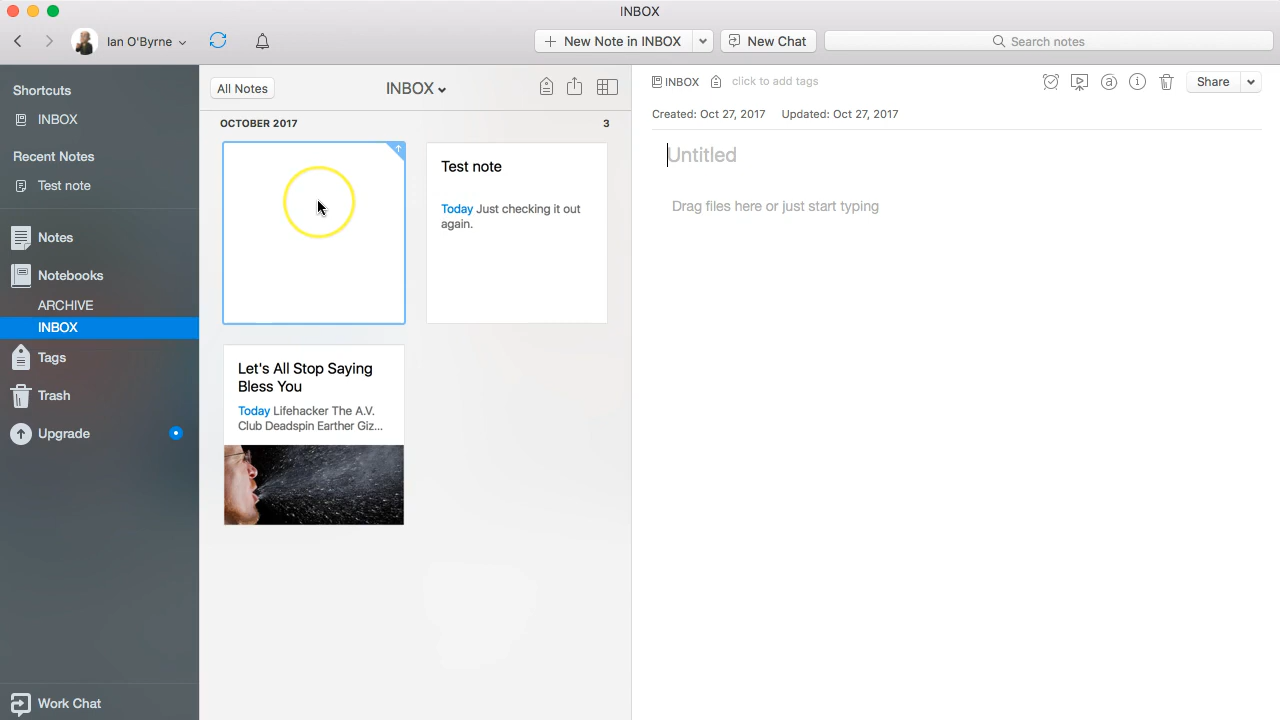 INBOX
Ian O'Byrne
New Note in INBOX
New Chat
Search notes
Shortcuts
INBOX
Recent Notes
Test note
Notes
Notebooks
ARCHIVE
INBOX
Tags
Trash
Upgrade
Work Chat
All Notes
INBOX
OCTOBER 2017
3
Test note
Today Just checking it out
again.
Let's All Stop Saying
Bless You
Today Lifehacker The A.V.
Club Deadspin Earther Giz...
INBOX
click to add tags
Share
Created: Oct 27, 2017
Updated: Oct 27, 2017
Untitled
Drag files here or just start typing